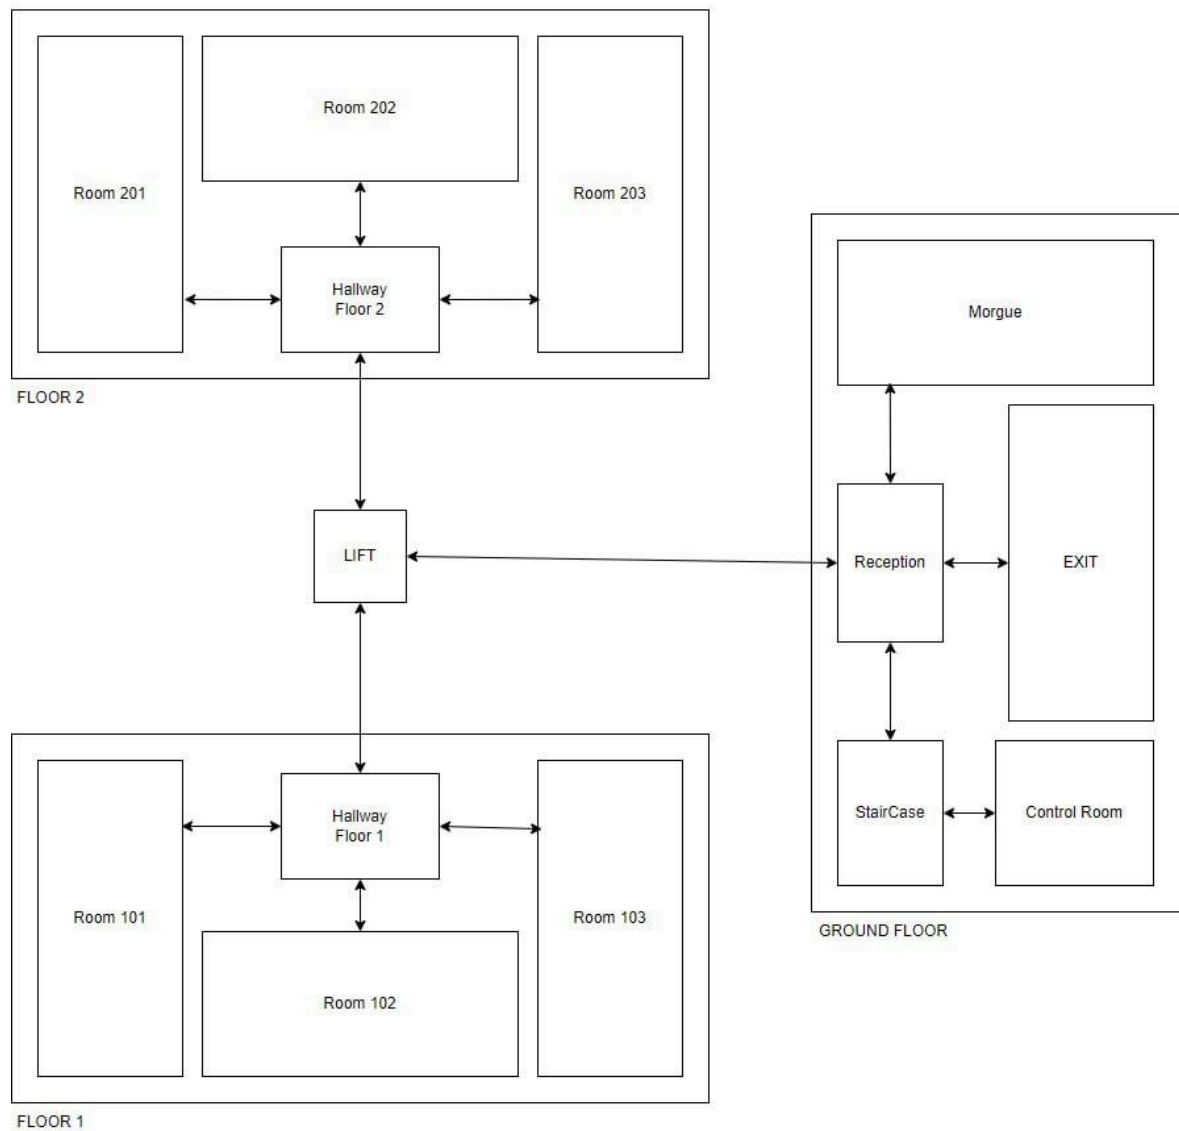 Room 202
Room 201
Room 203
Hallway
Floor 2
FLOOR 2
Morgue
LIFT
Reception
EXIT
Hallway
Floor 1
StairCase
Control Room
Room 101
Room 103
Room 102
GROUND FLOOR
FLOOR 1